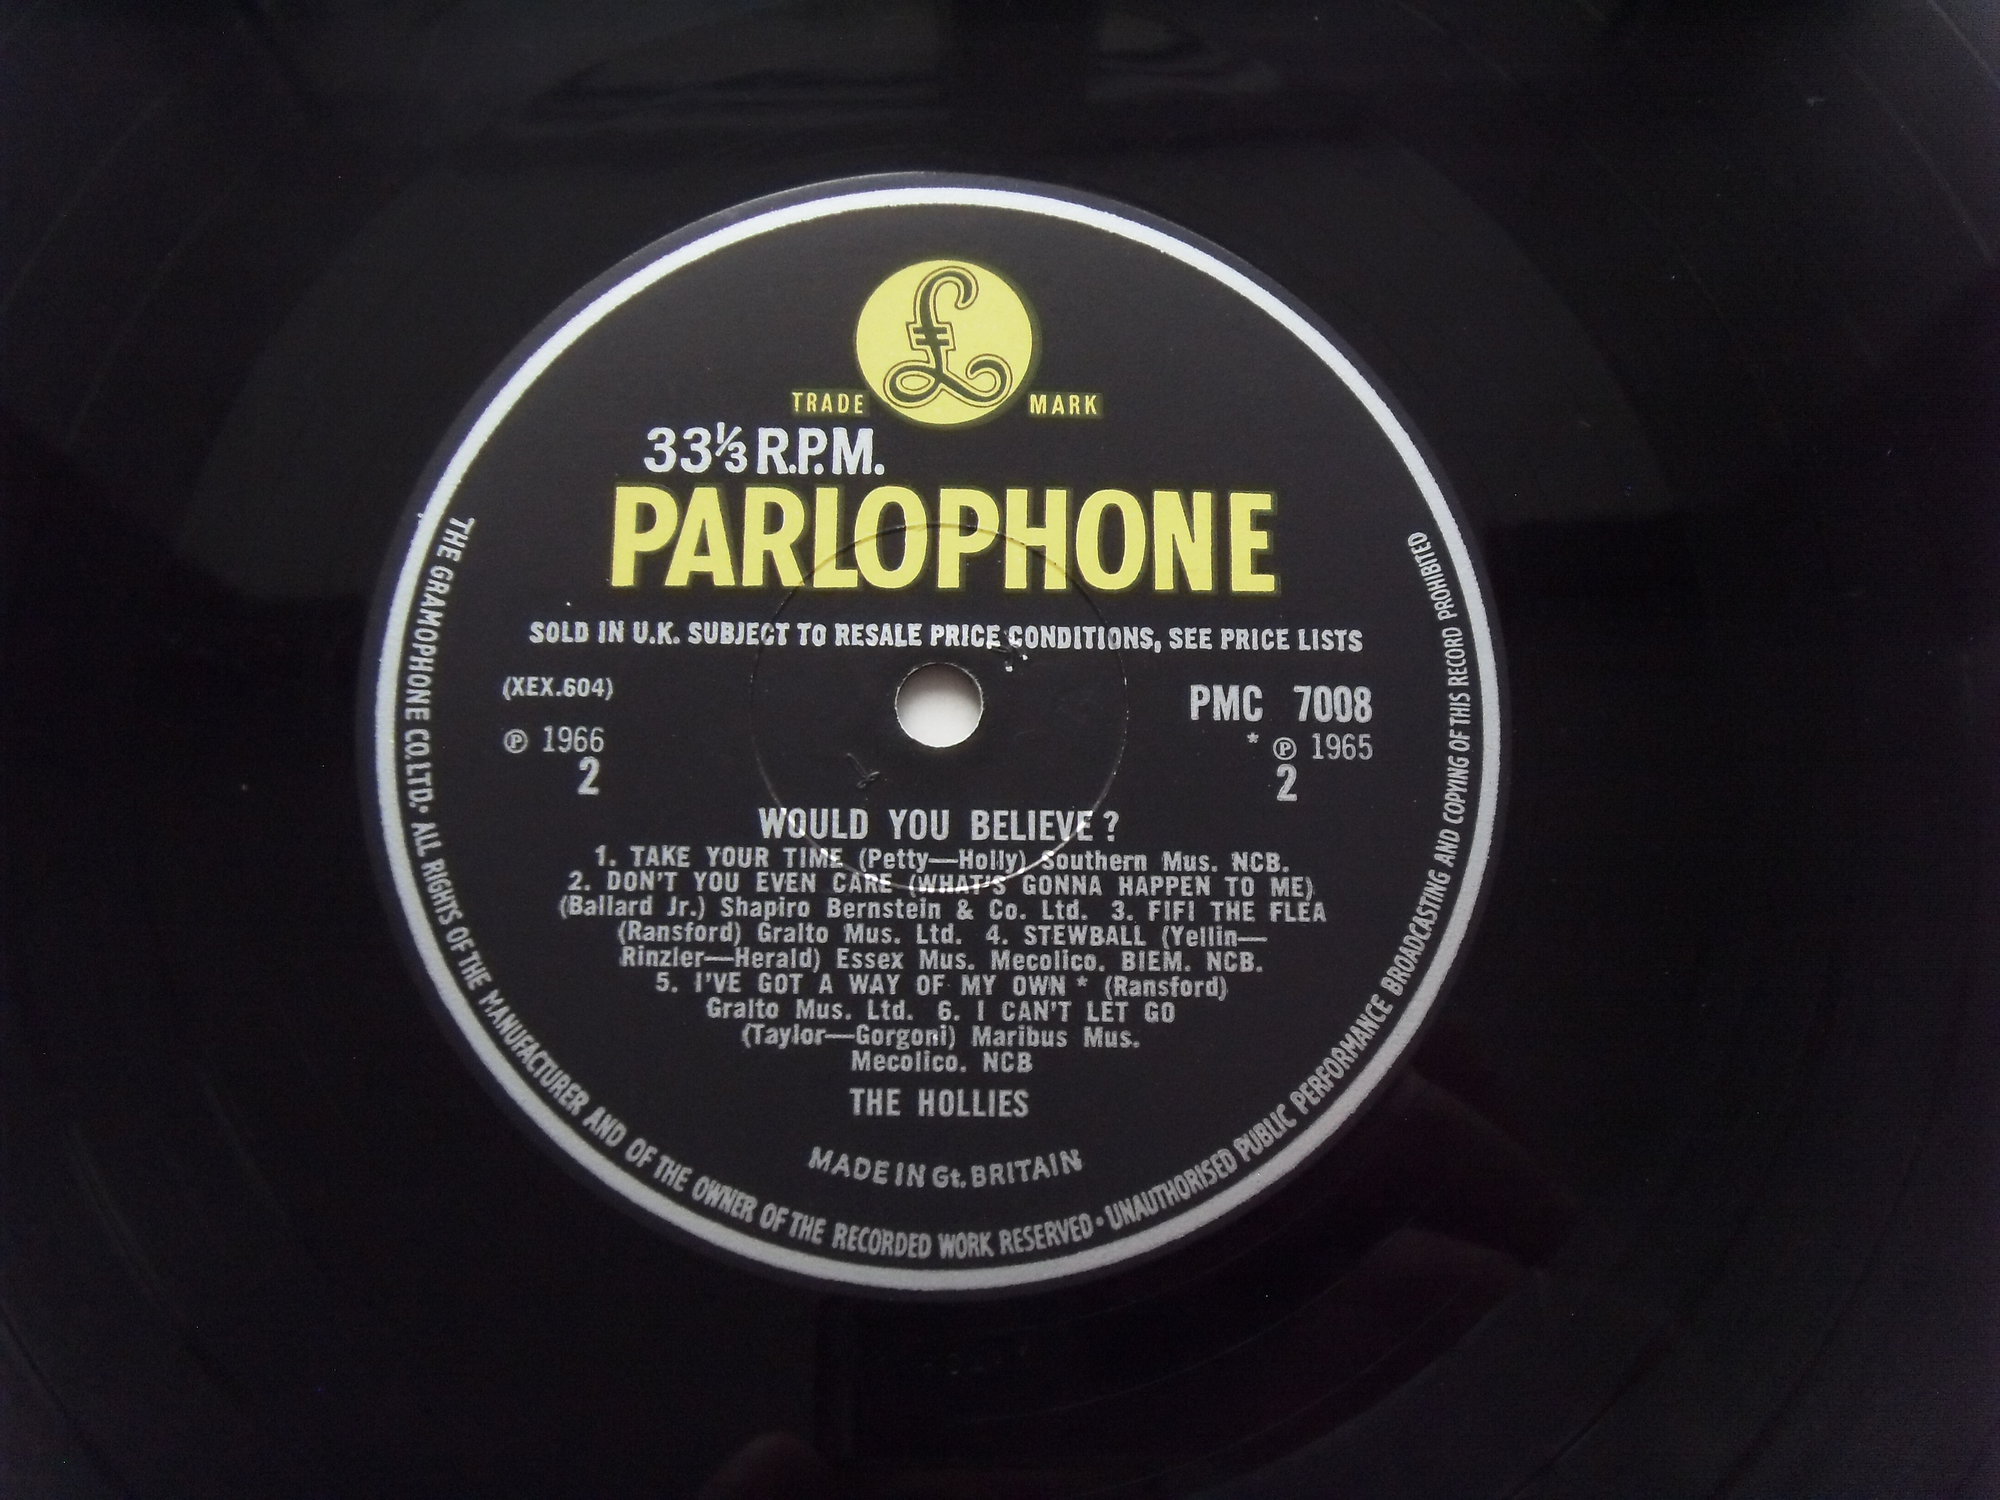 £
TRADE MARK
33⅓ R.P.M.
PARLOPHONE
SOLD IN U.K. SUBJECT TO RESALE PRICE CONDITIONS, SEE PRICE LISTS
(XEX.604)
℗ 1966
2
PMC 7008
* ℗ 1965
2
WOULD YOU BELIEVE?
1. TAKE YOUR TIME (Petty—Holly) Southern Mus. NCB.
2. DON'T YOU EVEN CARE (WHAT'S GONNA HAPPEN TO ME)
(Ballard Jr.) Shapiro Bernstein & Co. Ltd. 3. FIFI THE FLEA
(Ransford) Gralto Mus. Ltd. 4. STEWBALL (Yellin—
Rinzler—Herald) Essex Mus. Mecolico. BIEM. NCB.
5. I'VE GOT A WAY OF MY OWN * (Ransford)
Gralto Mus. Ltd. 6. I CAN'T LET GO
(Taylor—Gorgoni) Maribus Mus.
Mecolico. NCB
THE HOLLIES
MADE IN Gt. BRITAIN
THE GRAMOPHONE CO. LTD. • ALL RIGHTS OF THE MANUFACTURER AND OF THE OWNER OF THE RECORDED WORK RESERVED • UNAUTHORISED PUBLIC PERFORMANCE BROADCASTING AND COPYING OF THIS RECORD PROHIBITED